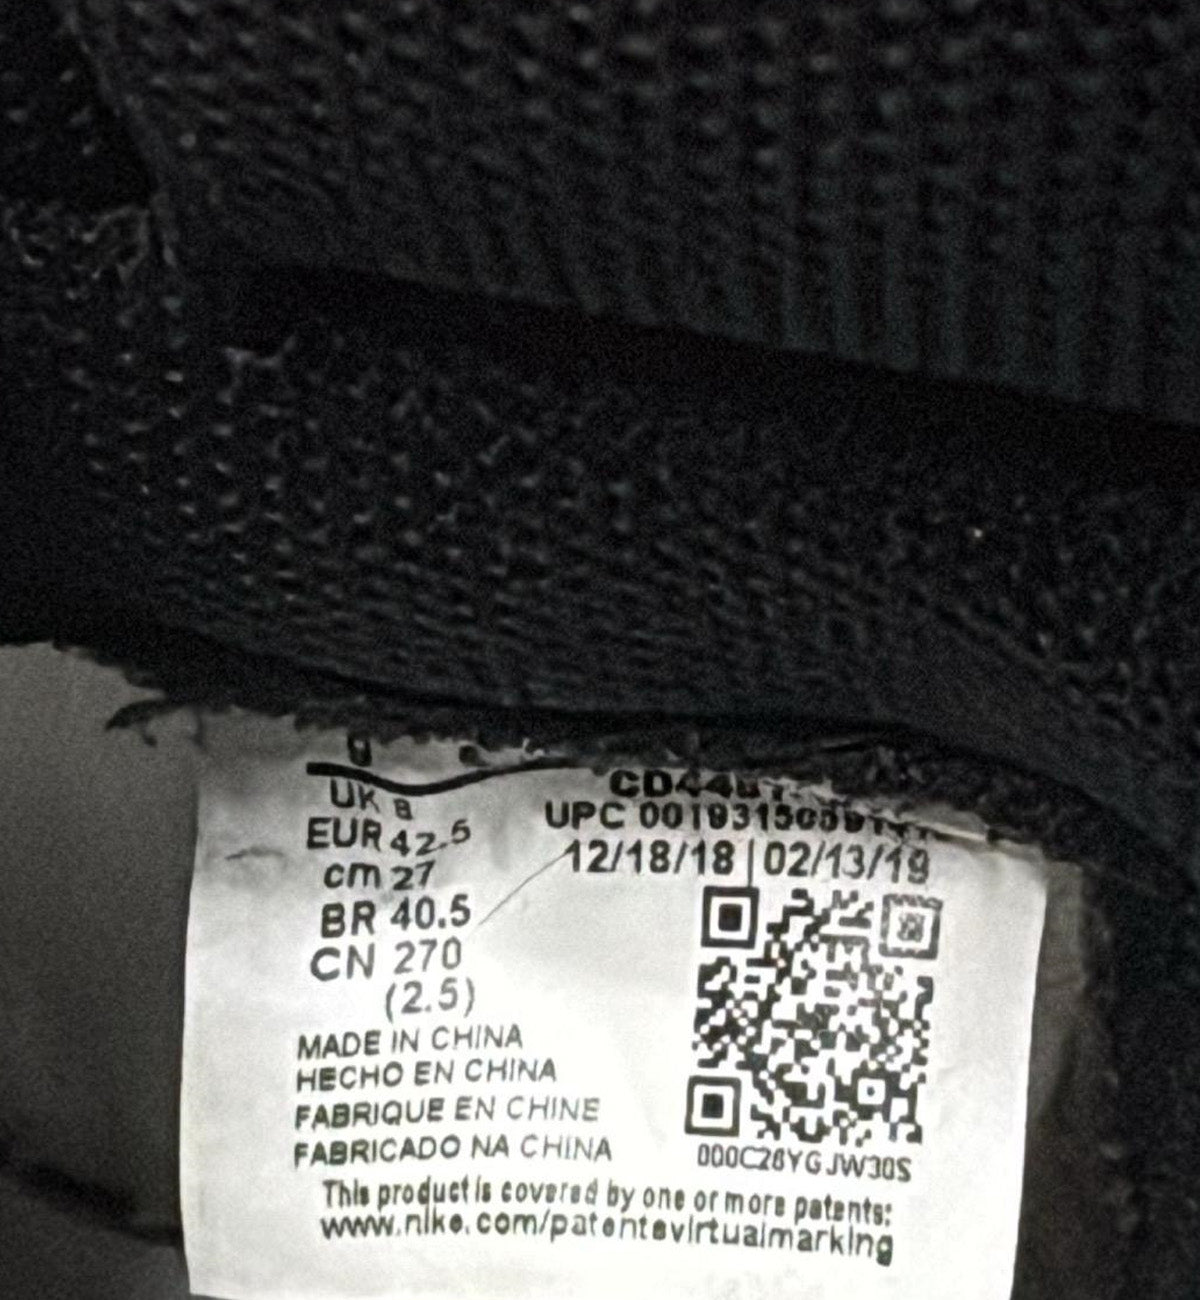 UK 8
EUR 42.5
cm 27
BR 40.5
CN 270
(2.5)
UPC
12/18/18 | 02/13/19
MADE IN CHINA
HECHO EN CHINA
FABRIQUE EN CHINE
FABRICADO NA CHINA
000C28YGJW30S
This product is covered by one or more patents:
www.nike.com/patentsvirtualmarking